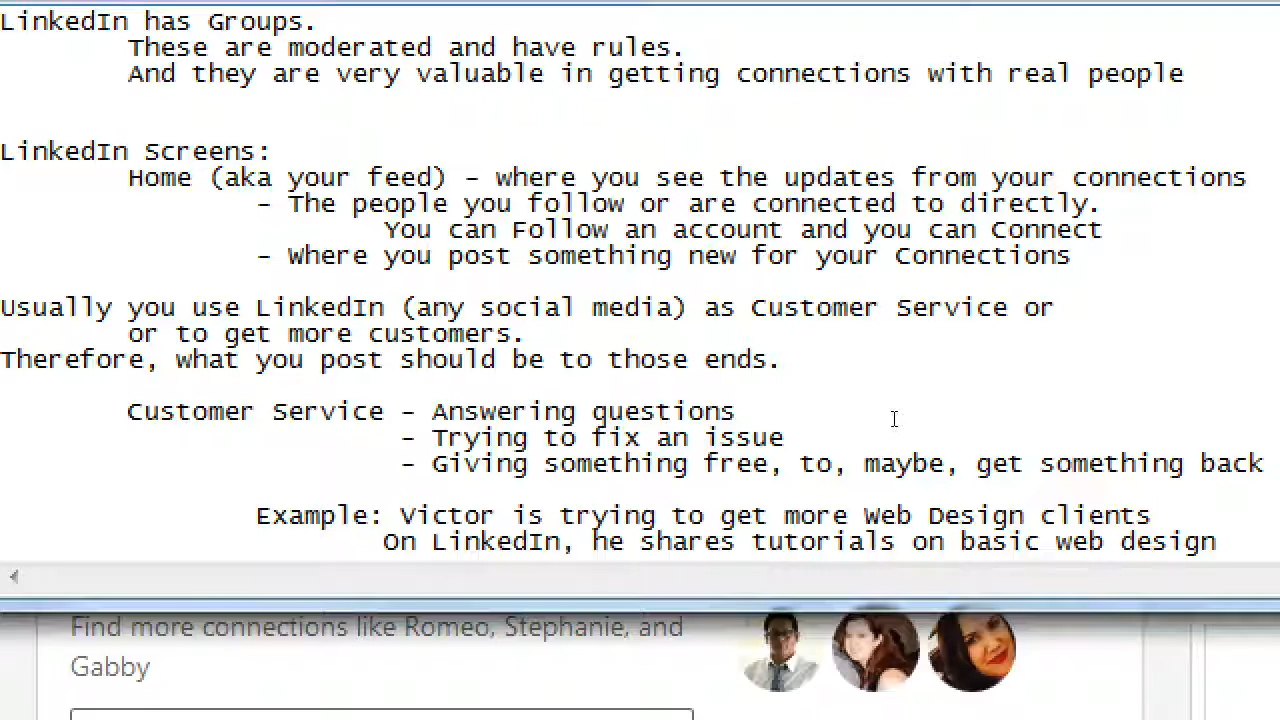 LinkedIn has Groups.
These are moderated and have rules.
And they are very valuable in getting connections with real people
LinkedIn Screens:
Home (aka your feed) - where you see the updates from your connections
- The people you follow or are connected to directly.
You can Follow an account and you can Connect
- Where you post something new for your Connections
Usually you use LinkedIn (any social media) as Customer Service or
or to get more customers.
Therefore, what you post should be to those ends.
Customer Service - Answering questions
- Trying to fix an issue
- Giving something free, to, maybe, get something back
Example: Victor is trying to get more Web Design clients
On LinkedIn, he shares tutorials on basic web design
Find more connections like Romeo, Stephanie, and
Gabby